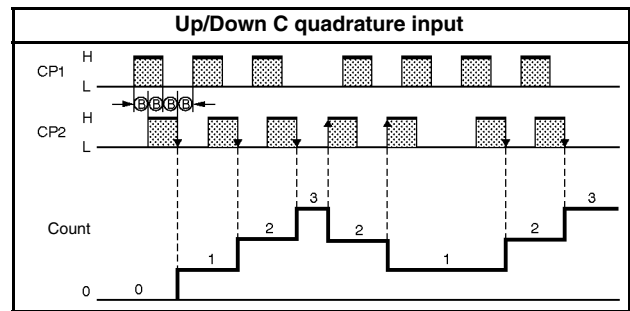 Up/Down C quadrature input
H
CP1
L
Ⓑ Ⓑ Ⓑ Ⓑ
H
CP2
L
3 3
Count 2 2 2
1 1
0 0